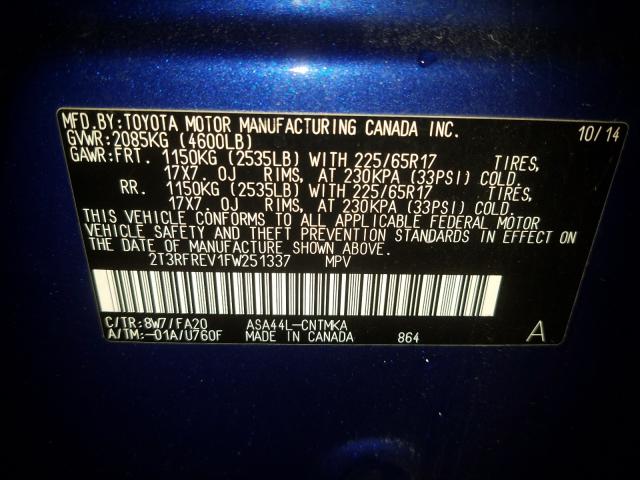 MFD. BY: TOYOTA MOTOR MANUFACTURING CANADA INC. 10/14
GVWR: 2085KG (4600LB)
GAWR: FRT. 1150KG (2535LB) WITH 225/65R17 TIRES,
17X7.0J RIMS, AT 230KPA (33PSI) COLD.
RR. 1150KG (2535LB) WITH 225/65R17 TIRES,
17X7.0J RIMS, AT 230KPA (33PSI) COLD.
THIS VEHICLE CONFORMS TO ALL APPLICABLE FEDERAL MOTOR
VEHICLE SAFETY AND THEFT PREVENTION STANDARDS IN EFFECT ON
THE DATE OF MANUFACTURE SHOWN ABOVE.
2T3RFREV1FW251337 MPV
C/TR: 8W7/FA20 ASA44L-CNTMKA
A/TM: -01A/U760F MADE IN CANADA 864 A